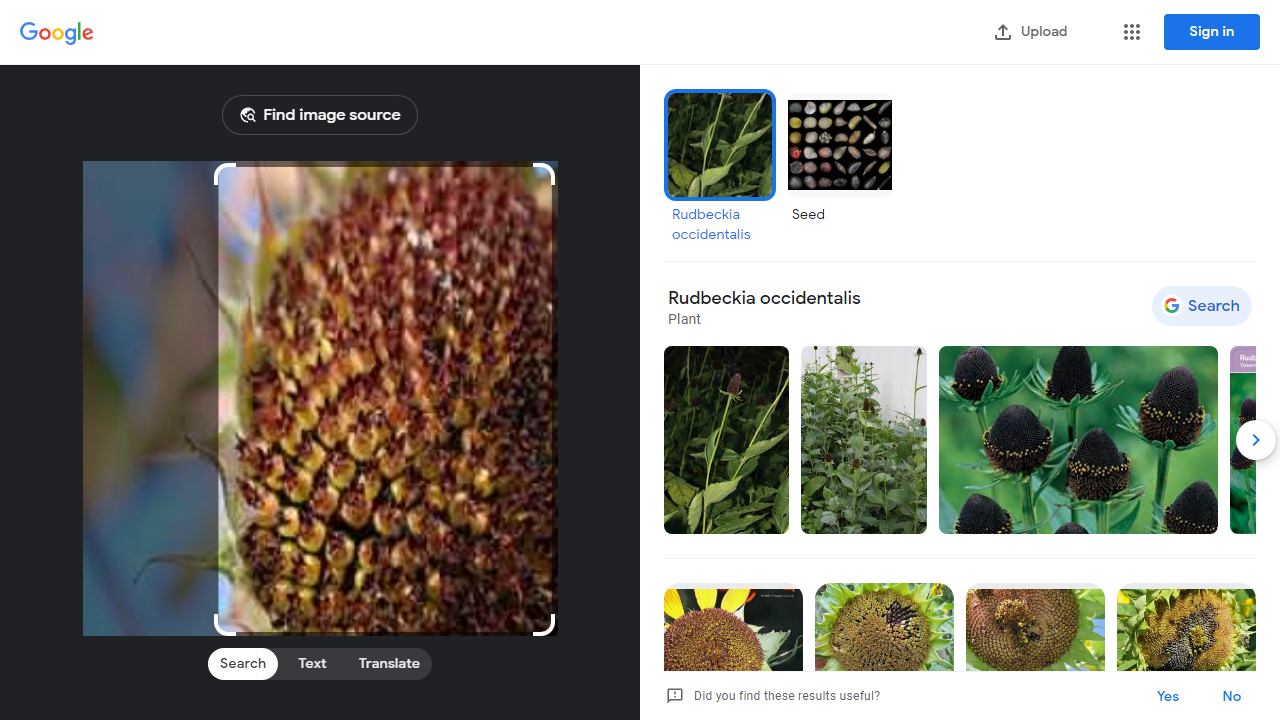 Google
Upload
Sign in
Find image source
Rudbeckia
occidentalis
Seed
Rudbeckia occidentalis
Plant
Search
Search
Text
Translate
Did you find these results useful?
Yes
No